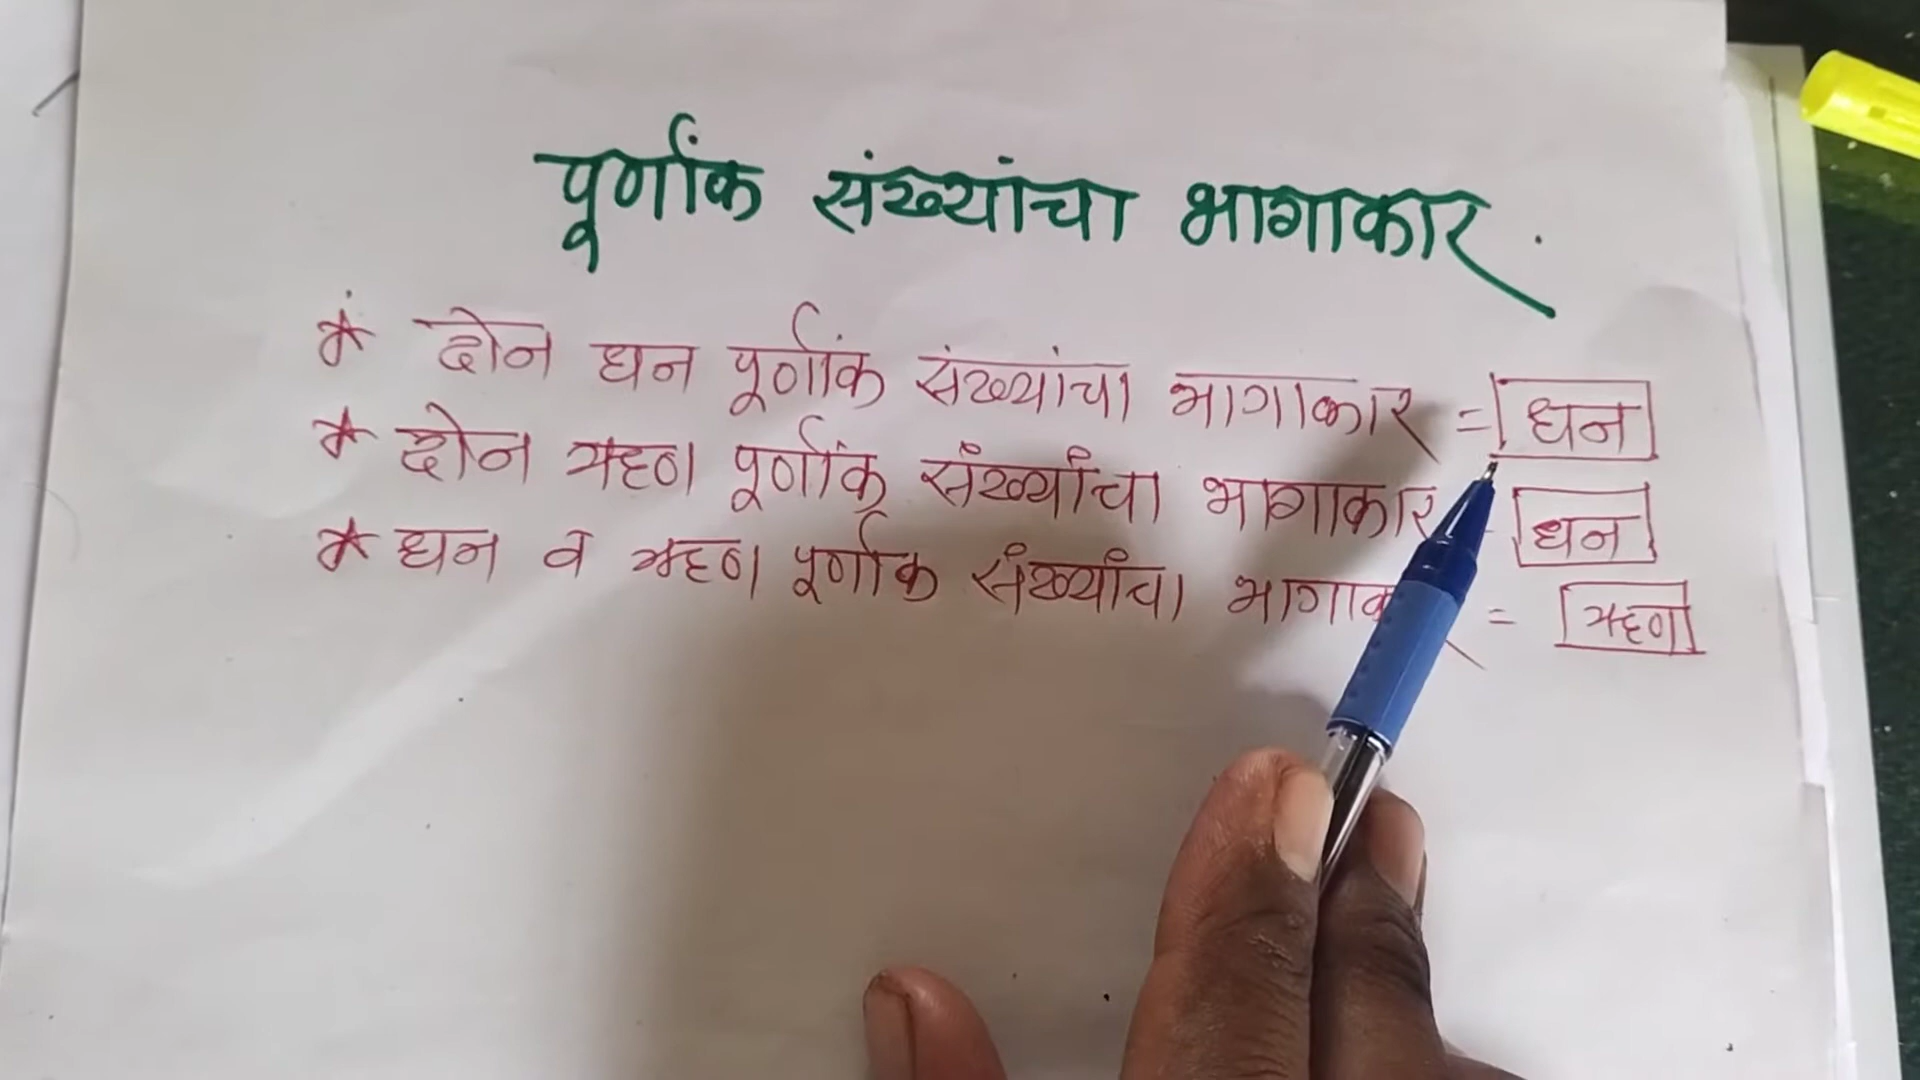 पूर्णांक संख्यांचा भागाकार.
* दोन धन पूर्णांक संख्यांचा भागाकार = धन
* दोन ऋण पूर्णांक संख्यांचा भागाकार = धन
* धन व ऋण पूर्णांक संख्यांचा भागाकार = ऋण